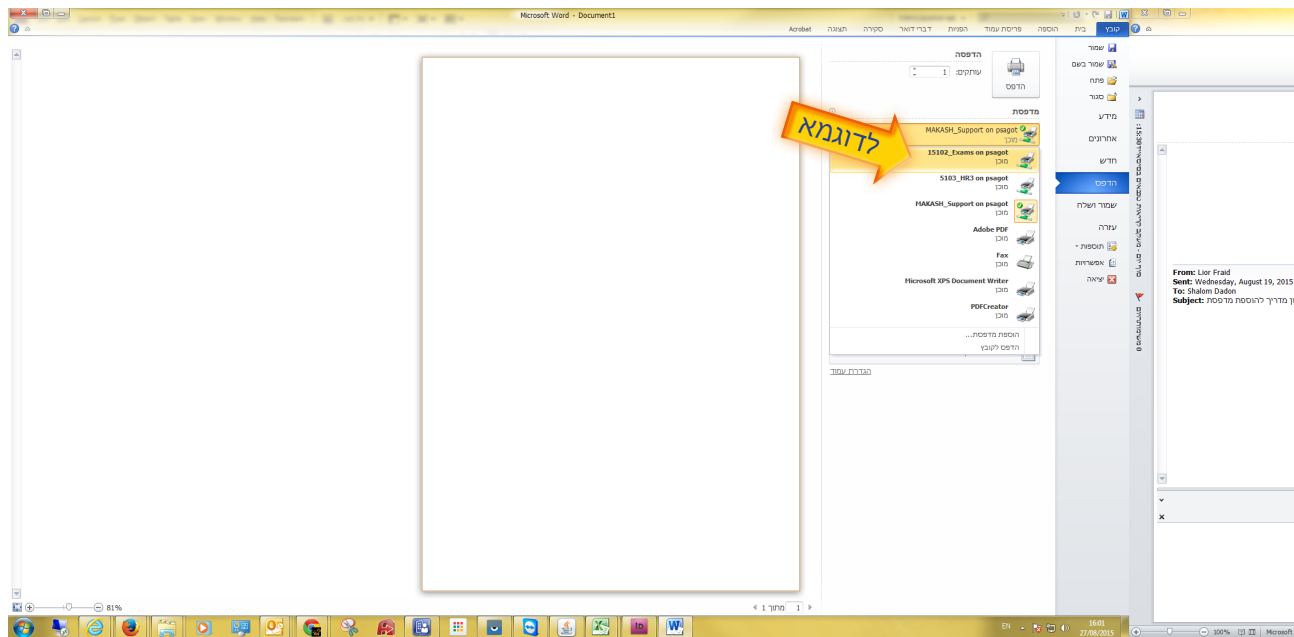 Microsoft Word - Document1
קובץ
בית
הוספה
פריסת עמוד
הפניות
דברי דואר
סקירה
תצוגה
Acrobat
שמור
שמור בשם
פתח
סגור
מידע
אחרונים
חדש
הדפס
שמור ושלח
עזרה
תוספות
אפשרויות
יציאה
הדפסה
עותקים: 1
הדפס
מדפסת
MAKASH_Support on psagot
מוכן
לדוגמא
15102_Exams on psagot
מוכן
5103_HR3 on psagot
מוכן
MAKASH_Support on psagot
מוכן
Adobe PDF
מוכן
Fax
מוכן
Microsoft XPS Document Writer
מוכן
PDFCreator
מוכן
הוספת מדפסת...
הדפס לקובץ
הגדרת עמוד
1 מתוך 1
81%
From: Lior Fraid
Sent: Wednesday, August 19, 2015
To: Shalom Dadon
Subject: מדריך להוספת מדפסת
EN
16:01
27/08/2015
100%
Microsoft